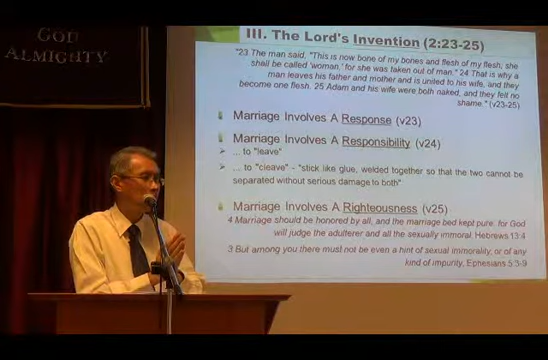 GOD
ALMIGHTY
III. The Lord's Invention (2:23-25)
"23 The man said, "This is now bone of my bones and flesh of my flesh; she
shall be called 'woman,' for she was taken out of man." 24 That is why a
man leaves his father and mother and is united to his wife, and they
become one flesh. 25 Adam and his wife were both naked, and they felt no
shame." (v23-25)
Marriage Involves A Response (v23)
Marriage Involves A Responsibility (v24)
… to "leave"
… to "cleave" - "stick like glue, welded together so that the two cannot be
separated without serious damage to both"
Marriage Involves A Righteousness (v25)
4 Marriage should be honored by all, and the marriage bed kept pure, for God
will judge the adulterer and all the sexually immoral. Hebrews 13:4
3 But among you there must not be even a hint of sexual immorality, or of any
kind of impurity, Ephesians 5:3-9